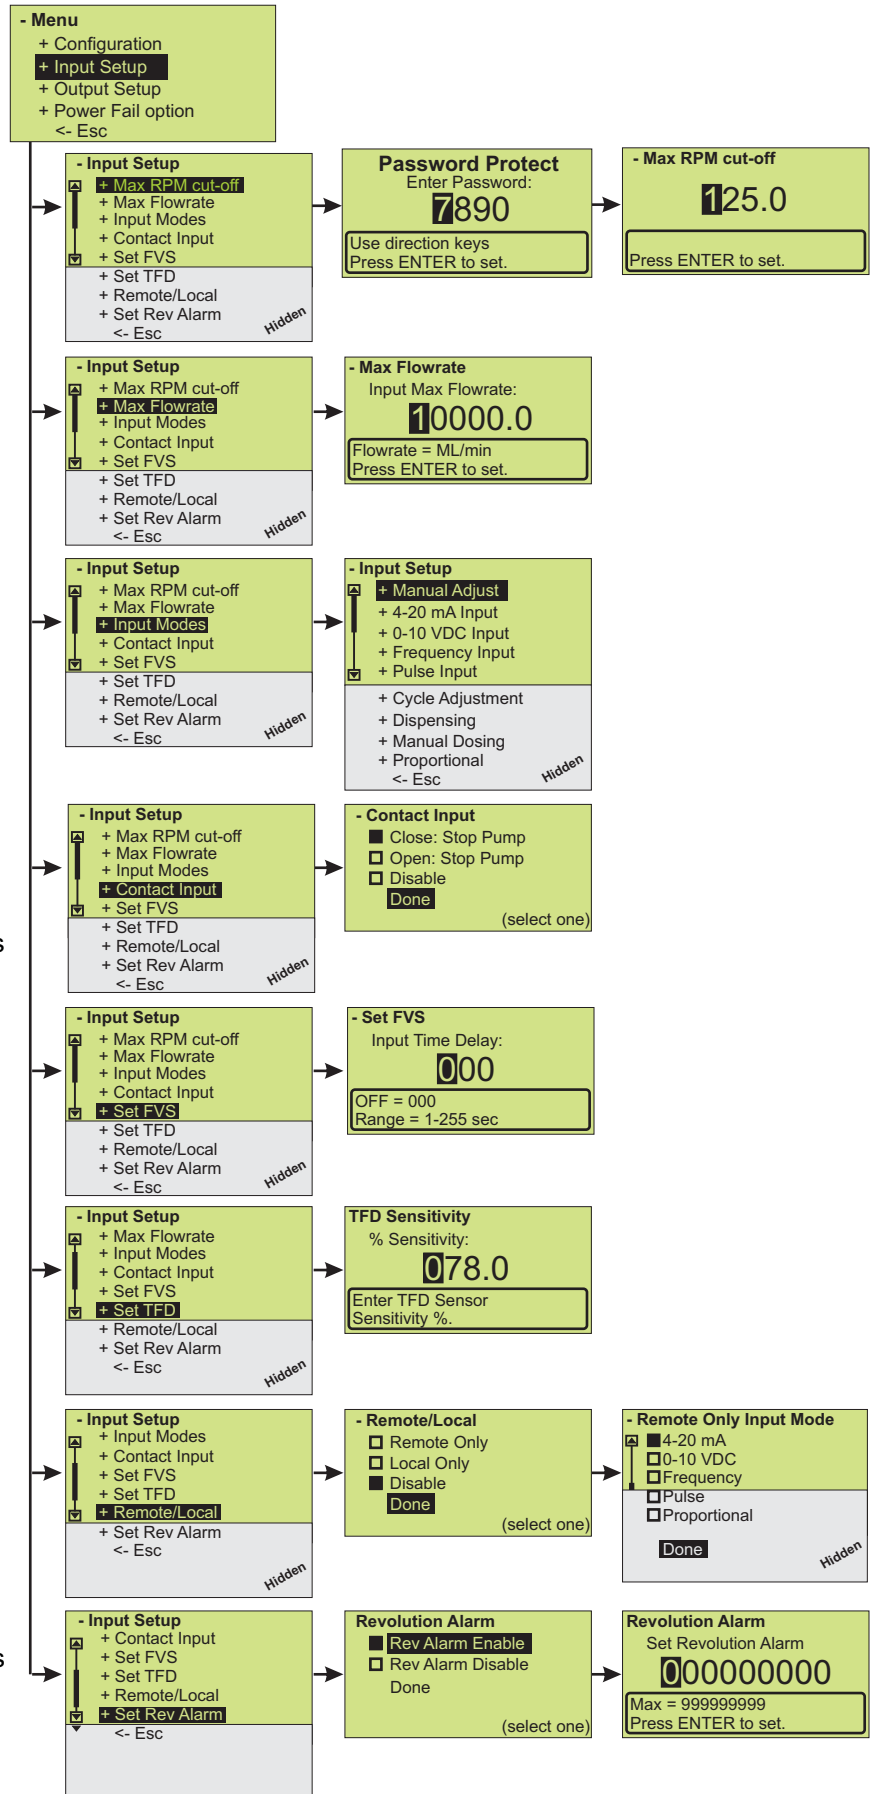 - Menu
+ Configuration
+ Input Setup
+ Output Setup
+ Power Fail option
<- Esc
- Input Setup
+ Max RPM cut-off
+ Max Flowrate
+ Input Modes
+ Contact Input
+ Set FVS
+ Set TFD
+ Remote/Local
+ Set Rev Alarm
<- Esc
Hidden
Password Protect
Enter Password:
7890
Use direction keys
Press ENTER to set.
- Max RPM cut-off
125.0
Press ENTER to set.
- Input Setup
+ Max RPM cut-off
+ Max Flowrate
+ Input Modes
+ Contact Input
+ Set FVS
+ Set TFD
+ Remote/Local
+ Set Rev Alarm
<- Esc
Hidden
- Max Flowrate
Input Max Flowrate:
10000.0
Flowrate = ML/min
Press ENTER to set.
- Input Setup
+ Max RPM cut-off
+ Max Flowrate
+ Input Modes
+ Contact Input
+ Set FVS
+ Set TFD
+ Remote/Local
+ Set Rev Alarm
<- Esc
Hidden
- Input Setup
+ Manual Adjust
+ 4-20 mA Input
+ 0-10 VDC Input
+ Frequency Input
+ Pulse Input
+ Cycle Adjustment
+ Dispensing
+ Manual Dosing
+ Proportional
<- Esc
Hidden
- Input Setup
+ Max RPM cut-off
+ Max Flowrate
+ Input Modes
+ Contact Input
+ Set FVS
+ Set TFD
+ Remote/Local
+ Set Rev Alarm
<- Esc
Hidden
- Contact Input
Close: Stop Pump
Open: Stop Pump
Disable
Done
(select one)
s
- Input Setup
+ Max RPM cut-off
+ Max Flowrate
+ Input Modes
+ Contact Input
+ Set FVS
+ Set TFD
+ Remote/Local
+ Set Rev Alarm
<- Esc
Hidden
- Set FVS
Input Time Delay:
000
OFF = 000
Range = 1-255 sec
- Input Setup
+ Max Flowrate
+ Input Modes
+ Contact Input
+ Set FVS
+ Set TFD
+ Remote/Local
+ Set Rev Alarm
<- Esc
Hidden
TFD Sensitivity
% Sensitivity:
078.0
Enter TFD Sensor
Sensitivity %.
- Input Setup
+ Input Modes
+ Contact Input
+ Set FVS
+ Set TFD
+ Remote/Local
+ Set Rev Alarm
<- Esc
Hidden
- Remote/Local
Remote Only
Local Only
Disable
Done
(select one)
- Remote Only Input Mode
4-20 mA
0-10 VDC
Frequency
Pulse
Proportional
Done
Hidden
- Input Setup
+ Contact Input
+ Set FVS
+ Set TFD
+ Remote/Local
+ Set Rev Alarm
<- Esc
s
Revolution Alarm
Rev Alarm Enable
Rev Alarm Disable
Done
(select one)
Revolution Alarm
Set Revolution Alarm
000000000
Max = 999999999
Press ENTER to set.